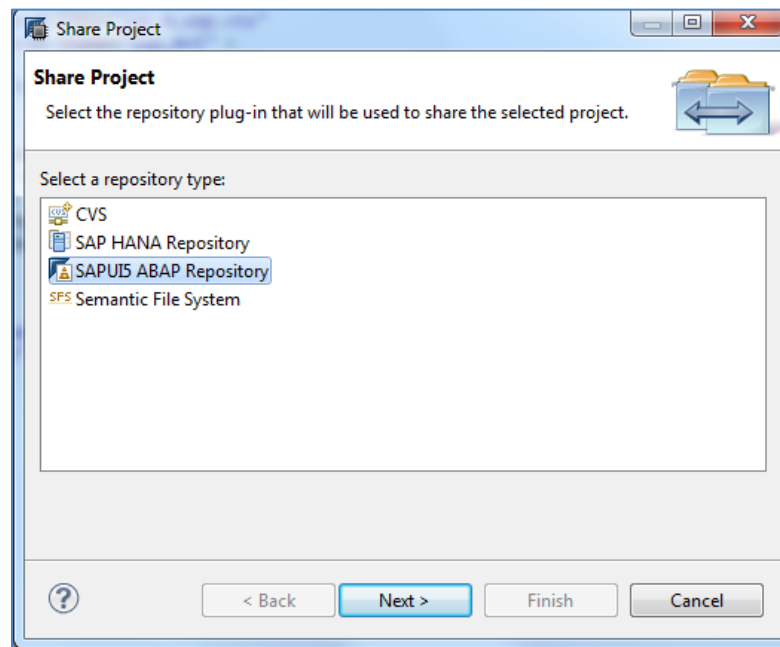 Share Project
Share Project
Select the repository plug-in that will be used to share the selected project.
Select a repository type:
CVS
SAP HANA Repository
SAPUI5 ABAP Repository
SFS Semantic File System
?
< Back
Next >
Finish
Cancel